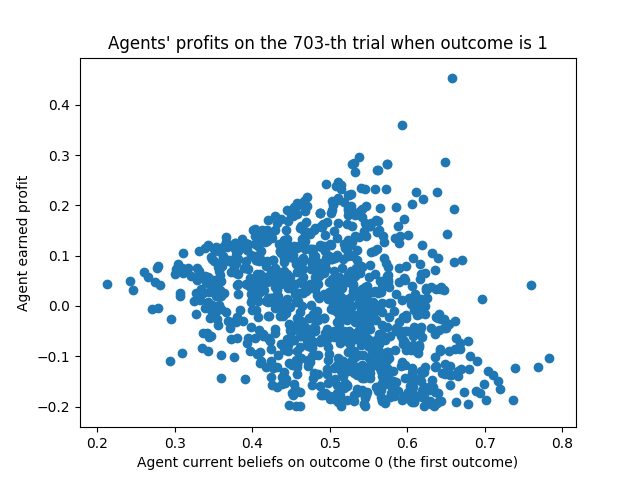 Agents' profits on the 703-th trial when outcome is 1
Agent earned profit
0.4
0.3
0.2
0.1
0.0
−0.1
−0.2
0.2 0.3 0.4 0.5 0.6 0.7 0.8
Agent current beliefs on outcome 0 (the first outcome)